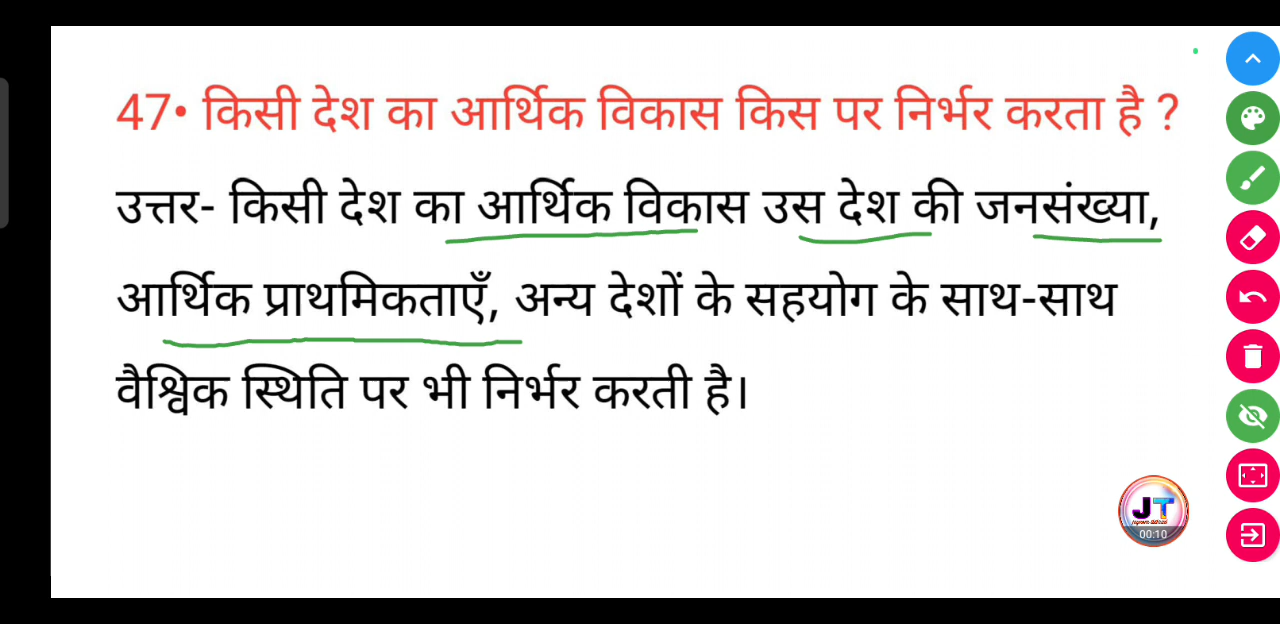 47• किसी देश का आर्थिक विकास किस पर निर्भर करता है ?
उत्तर- किसी देश का आर्थिक विकास उस देश की जनसंख्या,
आर्थिक प्राथमिकताएँ, अन्य देशों के सहयोग के साथ-साथ
वैश्विक स्थिति पर भी निर्भर करती है।
JT
00:10